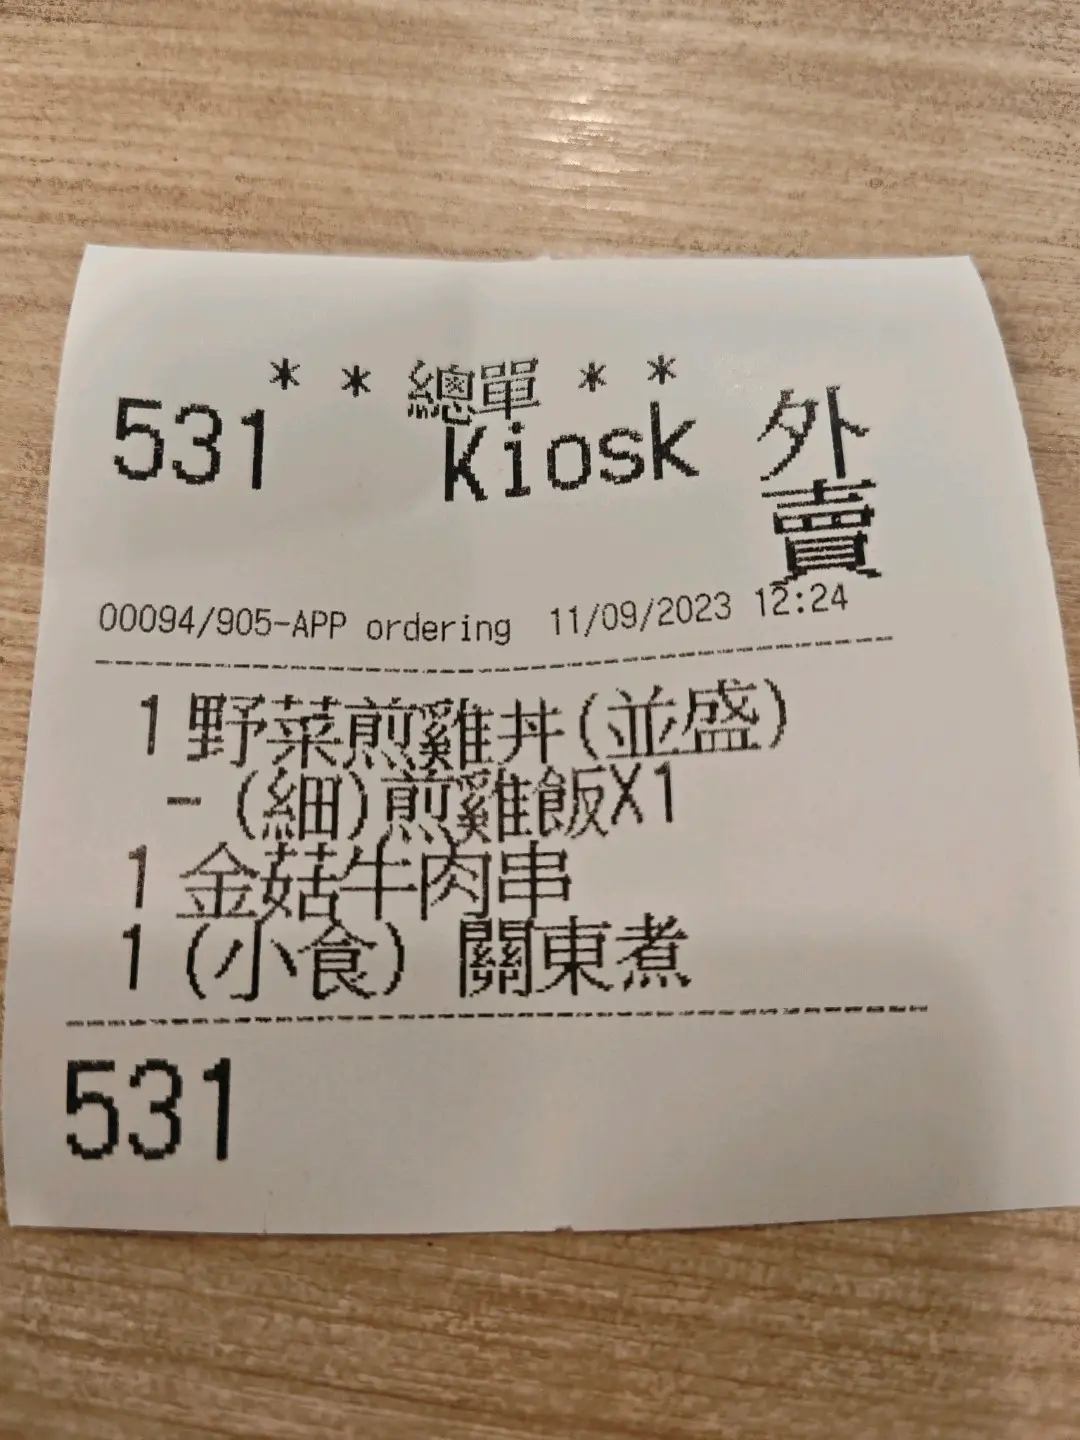 * * 總單 * *
531 Kiosk 外賣
00094/905-APP ordering 11/09/2023 12:24
1 野菜煎雞丼(並盛)
- (細)煎雞飯X1
1 金菇牛肉串
1 (小食) 關東煮
531